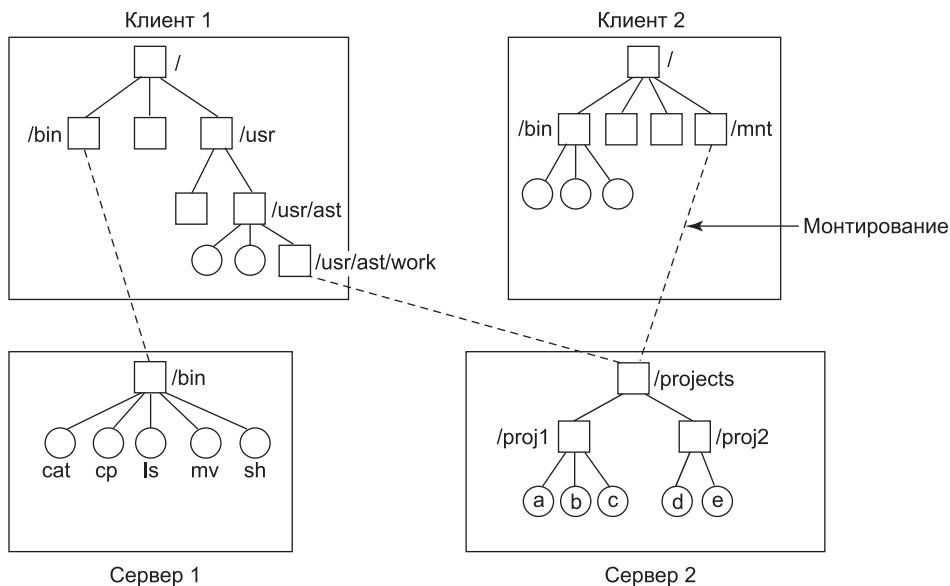 Клиент 1
Клиент 2
/
/
/bin
/usr
/bin
/mnt
/usr/ast
Монтирование
/usr/ast/work
/bin
/projects
/proj1
/proj2
cat
cp
ls
mv
sh
a
b
c
d
e
Сервер 1
Сервер 2